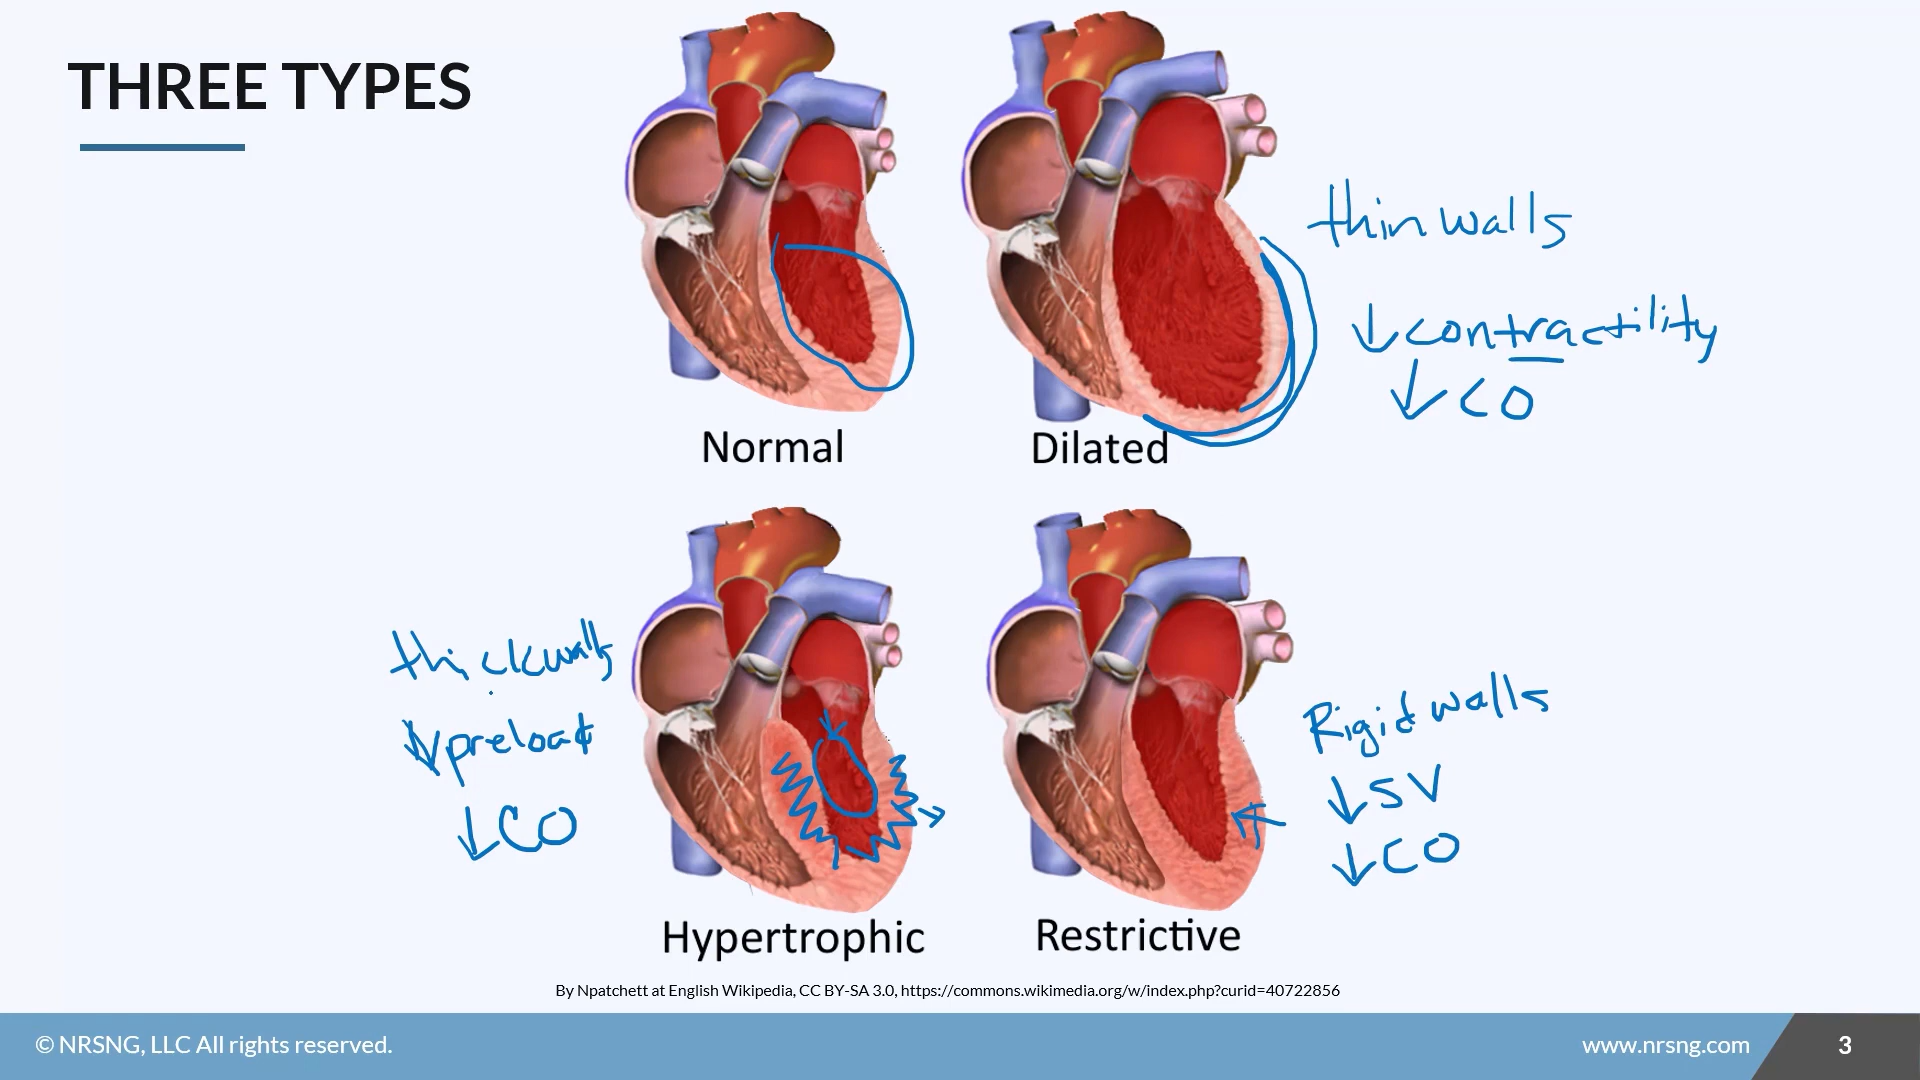 THREE TYPES
thin walls
↓ contractility
↓ CO
Normal
Dilated
thick walls
↓ preload
↓ CO
Rigid walls
↓ SV
↓ CO
Hypertrophic
Restrictive
By Npatchett at English Wikipedia, CC BY-SA 3.0, https://commons.wikimedia.org/w/index.php?curid=40722856
© NRSNG, LLC All rights reserved.
www.nrsng.com
3